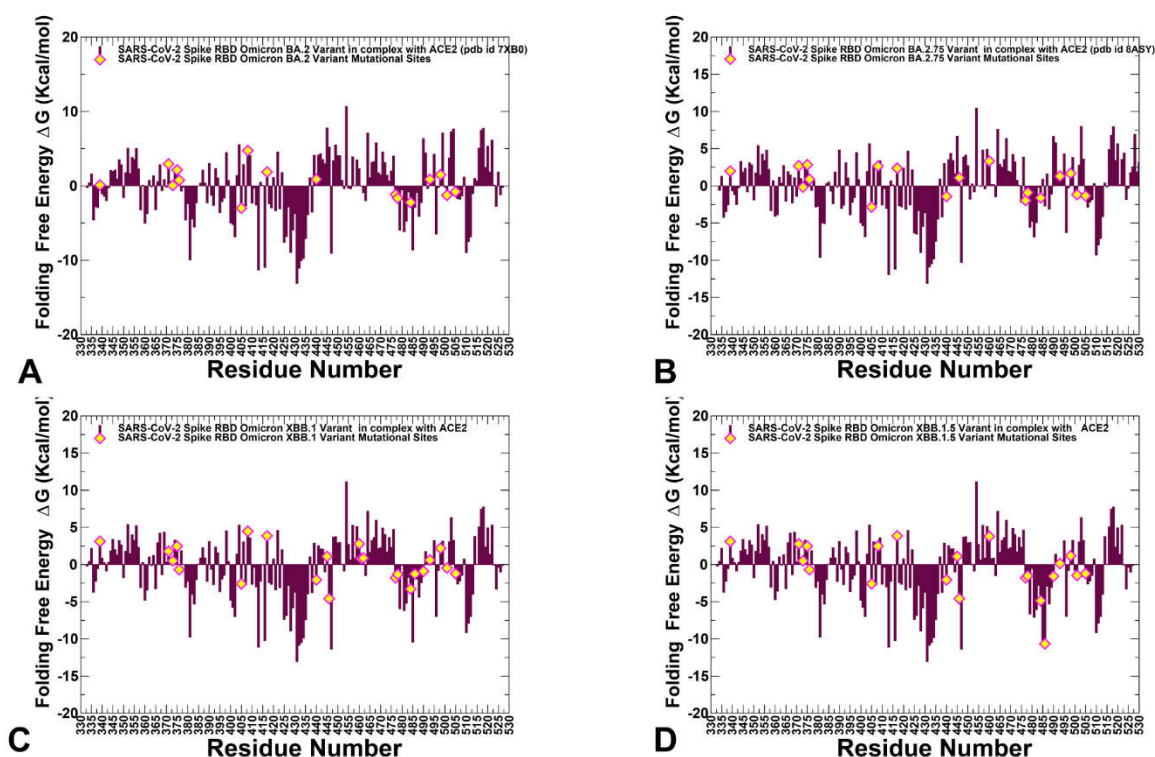 SARS-CoV-2 Spike RBD Omicron BA.2 Varant in complex with ACE2 (pdb id 7XB0)
SARS-CoV-2 Spike RBD Omicron BA.2 Variant Mutational Sites
Folding Free Energy ΔG (Kcal/mol)
20
15
10
5
0
-5
-10
-15
-20
330 335 340 345 350 355 360 365 370 375 380 385 390 395 400 405 410 415 420 425 430 435 440 445 450 455 460 465 470 475 480 485 490 495 500 505 510 515 520 525 530
Residue Number
A
SARS-CoV-2 Spike RBD Omicron BA.2.75 Varant in complex with ACE2 (pdb id 8ASY)
SARS-CoV-2 Spike RBD Omicron BA.2.75 Variant Mutational Sites
Folding Free Energy ΔG (Kcal/mol)
20
15
10
5
0
-5
-10
-15
-20
330 335 340 345 350 355 360 365 370 375 380 385 390 395 400 405 410 415 420 425 430 435 440 445 450 455 460 465 470 475 480 485 490 495 500 505 510 515 520 525 530
Residue Number
B
SARS-CoV-2 Spike RBD Omicron XBB.1 Varant in complex with ACE2
SARS-CoV-2 Spike RBD Omicron XBB.1 Variant Mutational Sites
Folding Free Energy ΔG (Kcal/mol)
20
15
10
5
0
-5
-10
-15
-20
330 335 340 345 350 355 360 365 370 375 380 385 390 395 400 405 410 415 420 425 430 435 440 445 450 455 460 465 470 475 480 485 490 495 500 505 510 515 520 525 530
Residue Number
C
SARS-CoV-2 Spike RBD Omicron XBB.1.5 Varant in complex with ACE2
SARS-CoV-2 Spike RBD Omicron XBB.1.5 Variant Mutational Sites
Folding Free Energy ΔG (Kcal/mol)
20
15
10
5
0
-5
-10
-15
-20
330 335 340 345 350 355 360 365 370 375 380 385 390 395 400 405 410 415 420 425 430 435 440 445 450 455 460 465 470 475 480 485 490 495 500 505 510 515 520 525 530
Residue Number
D